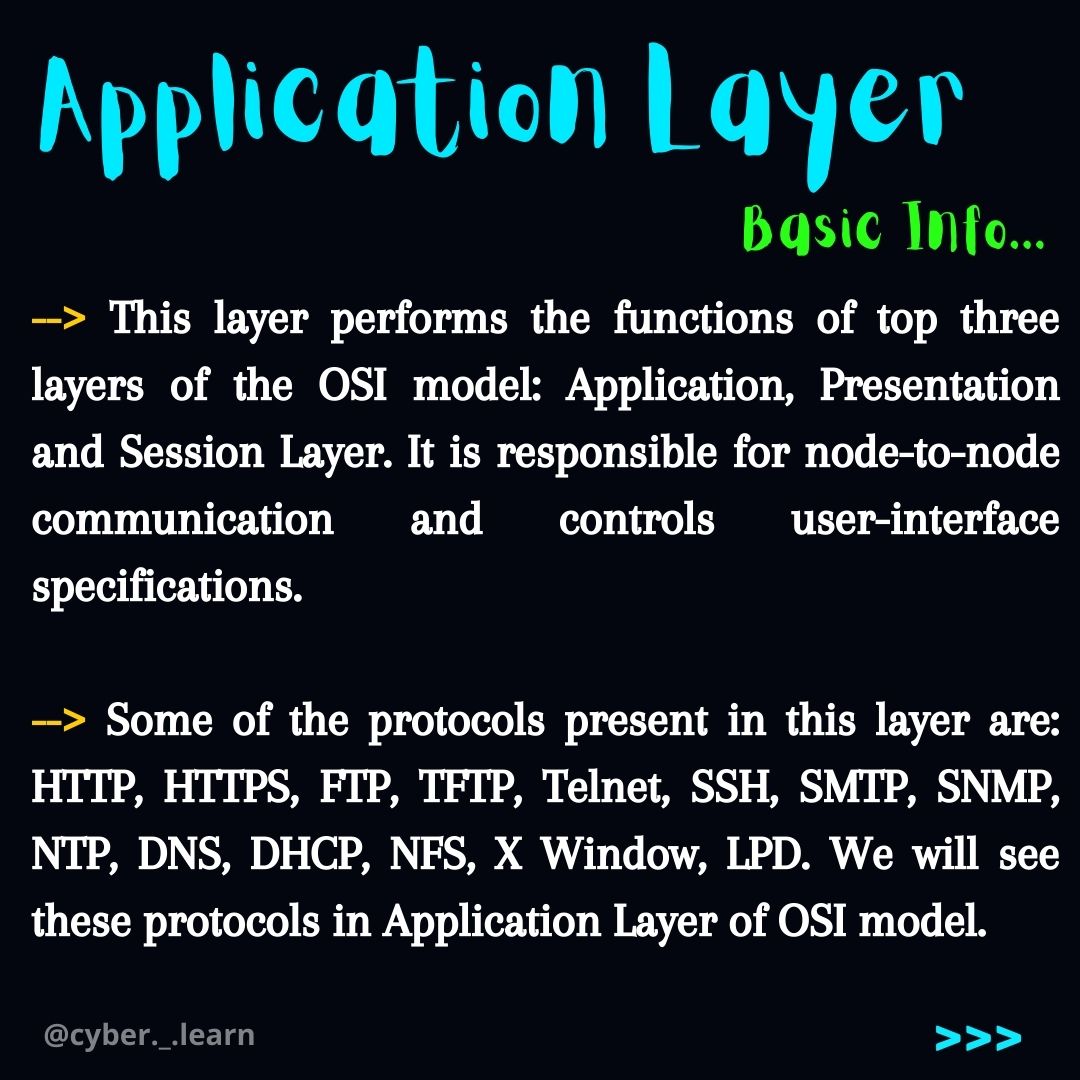 Application Layer
Basic Info...
--> This layer performs the functions of top three
layers of the OSI model: Application, Presentation
and Session Layer. It is responsible for node-to-node
communication and controls user-interface
specifications.
--> Some of the protocols present in this layer are:
HTTP, HTTPS, FTP, TFTP, Telnet, SSH, SMTP, SNMP,
NTP, DNS, DHCP, NFS, X Window, LPD. We will see
these protocols in Application Layer of OSI model.
@cyber._.learn
>>>